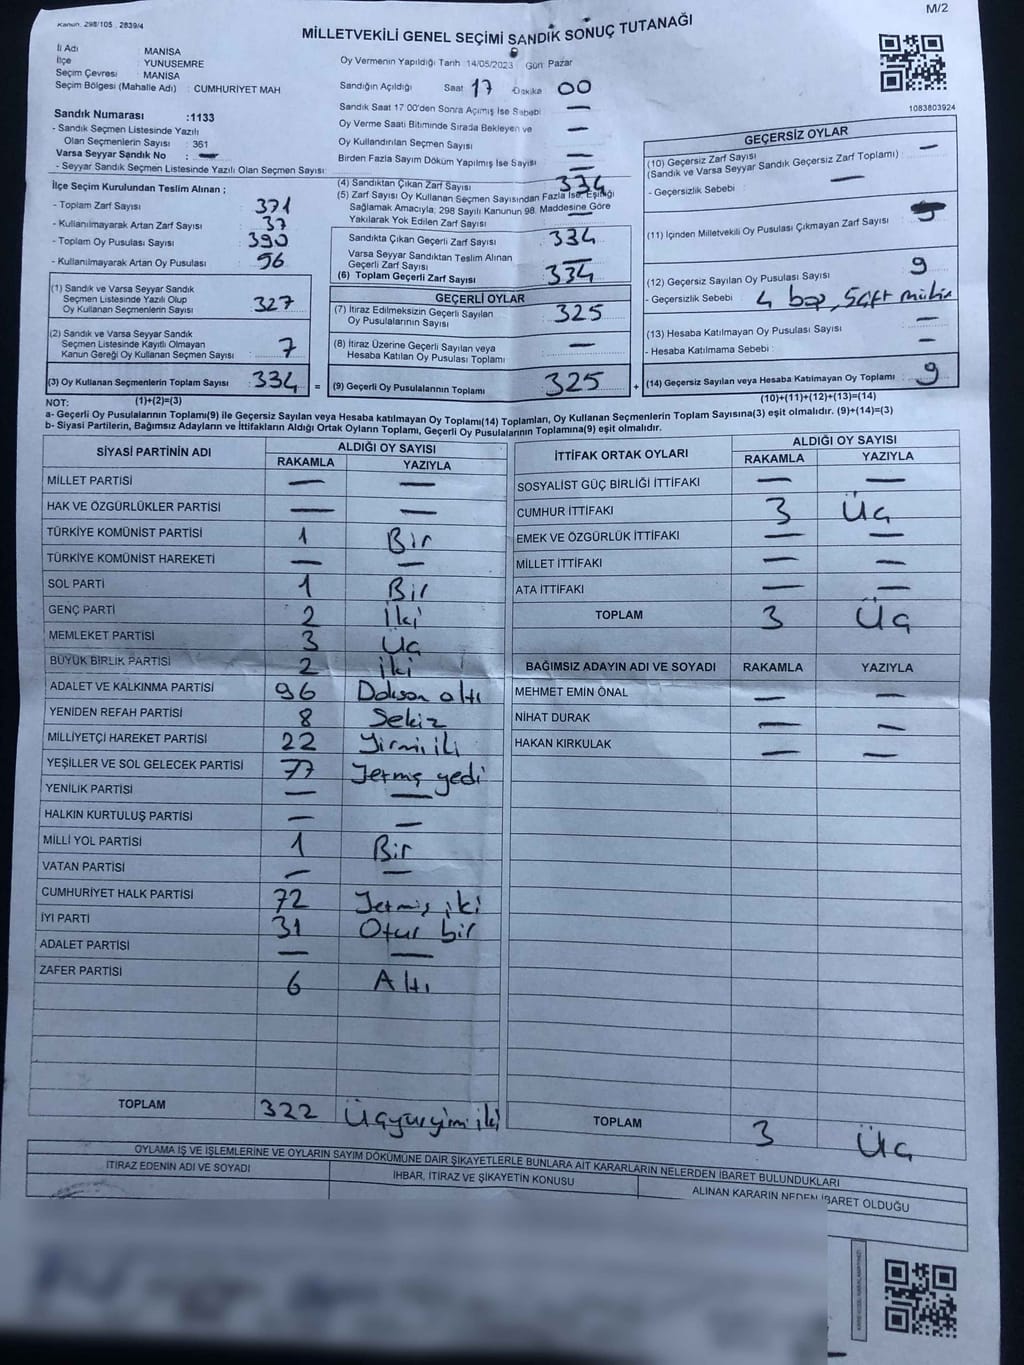 Kanun. 298/105 . 2839/4
M/2
MİLLETVEKİLİ GENEL SEÇİMİ SANDIK SONUÇ TUTANAĞI
İl Adı : MANİSA
İlçe : YUNUSEMRE
Seçim Çevresi : MANİSA
Seçim Bölgesi (Mahalle Adı) : CUMHURİYET MAH
Oy Vermenin Yapıldığı Tarih 14/05/2023 Gün: Pazar
Sandığın Açıldığı Saat 17 Dakika 00
Sandık Saat 17 00'den Sonra Açımış İse Sebebi —
Oy Verme Saati Bitiminde Sırada Bekleyen ve
Oy Kullandırılan Seçmen Sayısı —
Birden Fazla Sayım Döküm Yapılmış İse Sayısı —
1083803924
Sandık Numarası :1133
- Sandık Seçmen Listesinde Yazılı
Olan Seçmenlerin Sayısı : 361
Varsa Seyyar Sandık No : —
- Seyyar Sandık Seçmen Listesinde Yazılı Olan Seçmen Sayısı
İlçe Seçim Kurulundan Teslim Alınan ;
- Toplam Zarf Sayısı 371
- Kullanılmayarak Artan Zarf Sayısı 37
- Toplam Oy Pusulası Sayısı 390
- Kullanılmayarak Artan Oy Pusulası 56
(1) Sandık ve Varsa Seyyar Sandık
Seçmen Listesinde Yazılı Olup
Oy Kullanan Seçmen Sayısı 327
(2) Sandık ve Varsa Seyyar Sandık
Seçmen Listesinde Kayıtlı Olmayan
Kanun Gereği Oy Kullanan Seçmen Sayısı 7
(3) Oy Kullanan Seçmenlerin Toplam Sayısı : 334 =
(4) Sandıktan Çıkan Zarf Sayısı 334
(5) Zarf Sayısı Oy Kullanan Seçmen Sayısından Fazla İse, Eşitliği
Sağlamak Amacıyla, 298 Sayılı Kanunun 98. Maddesine Göre
Yakılarak Yok Edilen Zarf Sayısı —
Sandıkta Çıkan Geçerli Zarf Sayısı 334
Varsa Seyyar Sandıktan Teslim Alınan
Geçerli Zarf Sayısı —
(6) Toplam Geçerli Zarf Sayısı 334
GEÇERLİ OYLAR
(7) İtiraz Edilmeksizin Geçerli Sayılan
Oy Pusulalarının Sayısı 325
(8) İtiraz Üzerine Geçerli Sayılan veya
Hesaba Katılan Oy Pusulası Toplamı —
(9) Geçerli Oy Pusulalarının Toplamı 325 +
GEÇERSİZ OYLAR
(10) Geçersiz Zarf Sayısı
(Sandık ve Varsa Seyyar Sandık Geçersiz Zarf Toplamı) : —
- Geçersizlik Sebebi : —
(11) İçinden Milletvekili Oy Pusulası Çıkmayan Zarf Sayısı
(12) Geçersiz Sayılan Oy Pusulası Sayısı 9
- Geçersizlik Sebebi 4 boş, 5 çift mühür
(13) Hesaba Katılmayan Oy Pusulası Sayısı —
- Hesaba Katılmama Sebebi : —
(14) Geçersiz Sayılan veya Hesaba Katılmayan Oy Toplamı : 9
NOT: (1)+(2)=(3) (10)+(11)+(12)+(13)=(14)
a- Geçerli Oy Pusulalarının Toplamı(9) ile Geçersiz Sayılan veya Hesaba katılmayan Oy Toplamı(14) Toplamları, Oy Kullanan Seçmenlerin Toplam Sayısına(3) eşit olmalıdır. (9)+(14)=(3)
b- Siyasi Partilerin, Bağımsız Adayların ve İttifakların Aldığı Ortak Oyların Toplamı, Geçerli Oy Pusulalarının Toplamına(9) eşit olmalıdır.
SİYASİ PARTİNİN ADI ALDIĞI OY SAYISI
RAKAMLA YAZIYLA
MİLLET PARTİSİ — —
HAK VE ÖZGÜRLÜKLER PARTİSİ — —
TÜRKİYE KOMÜNİST PARTİSİ 1 Bir
TÜRKİYE KOMÜNİST HAREKETİ — —
SOL PARTİ 1 Bir
GENÇ PARTİ 2 İki
MEMLEKET PARTİSİ 3 Üç
BÜYÜK BİRLİK PARTİSİ 2 iki
ADALET VE KALKINMA PARTİSİ 96 Doksan altı
YENİDEN REFAH PARTİSİ 8 Sekiz
MİLLİYETÇİ HAREKET PARTİSİ 22 Yirmi iki
YEŞİLLER VE SOL GELECEK PARTİSİ 77 Yetmiş yedi
YENİLİK PARTİSİ — —
HALKIN KURTULUŞ PARTİSİ — —
MİLLİ YOL PARTİSİ 1 Bir
VATAN PARTİSİ — —
CUMHURİYET HALK PARTİSİ 72 Yetmiş iki
İYİ PARTİ 31 Otuz bir
ADALET PARTİSİ — —
ZAFER PARTİSİ 6 Altı
TOPLAM 322 Üçyüzyirmi iki
İTTİFAK ORTAK OYLARI ALDIĞI OY SAYISI
RAKAMLA YAZIYLA
SOSYALİST GÜÇ BİRLİĞİ İTTİFAKI — —
CUMHUR İTTİFAKI 3 Üç
EMEK VE ÖZGÜRLÜK İTTİFAKI — —
MİLLET İTTİFAKI — —
ATA İTTİFAKI — —
TOPLAM 3 Üç
BAĞIMSIZ ADAYIN ADI VE SOYADI RAKAMLA YAZIYLA
MEHMET EMİN ÖNAL — —
NİHAT DURAK — —
HAKAN KIRKULAK — —
TOPLAM 3 Üç
OYLAMA İŞ VE İŞLEMLERİNE VE OYLARIN SAYIM DÖKÜMÜNE DAİR ŞİKAYETLERLE BUNLARA AİT KARARLARIN NELERDEN İBARET BULUNDUKLARI
İTİRAZ EDENİN ADI VE SOYADI İHBAR, İTİRAZ VE ŞİKAYETİN KONUSU ALINAN KARARIN NEDEN İBARET OLDUĞU